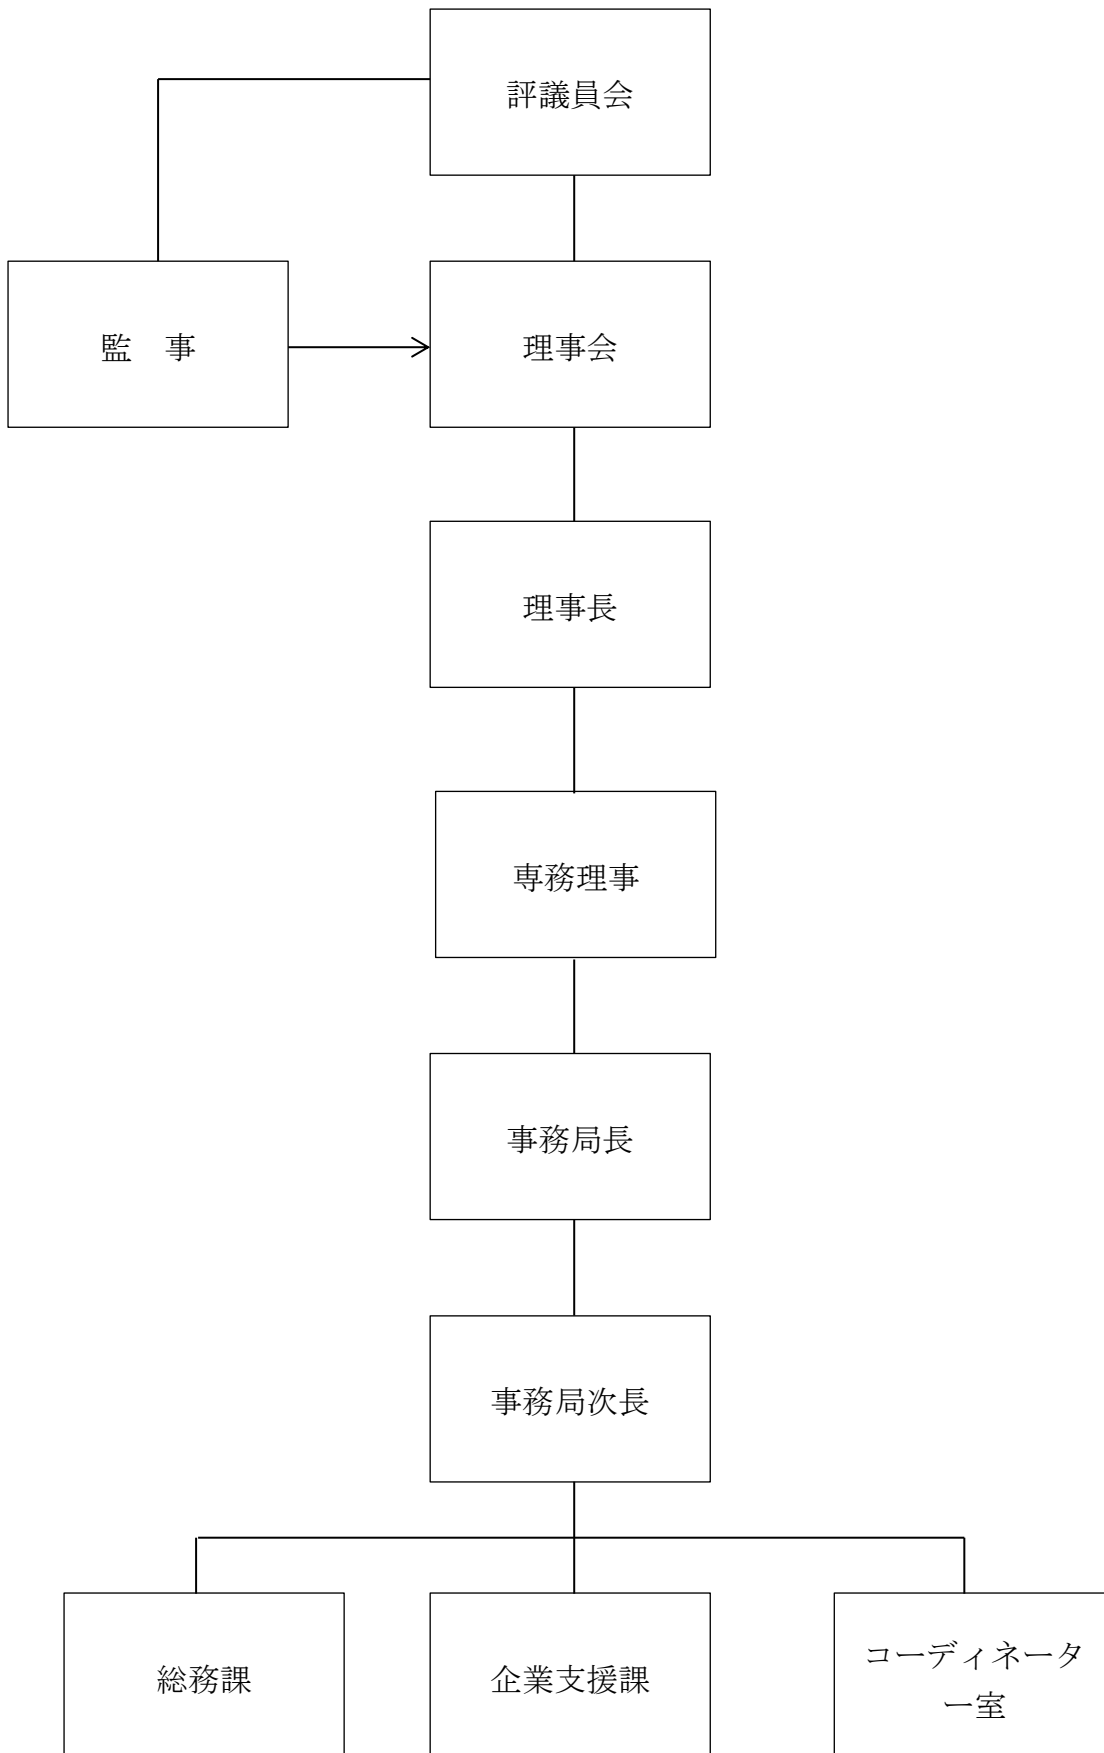 評議員会
監　事
理事会
理事長
専務理事
事務局長
事務局次長
総務課
企業支援課
コーディネータ
ー室